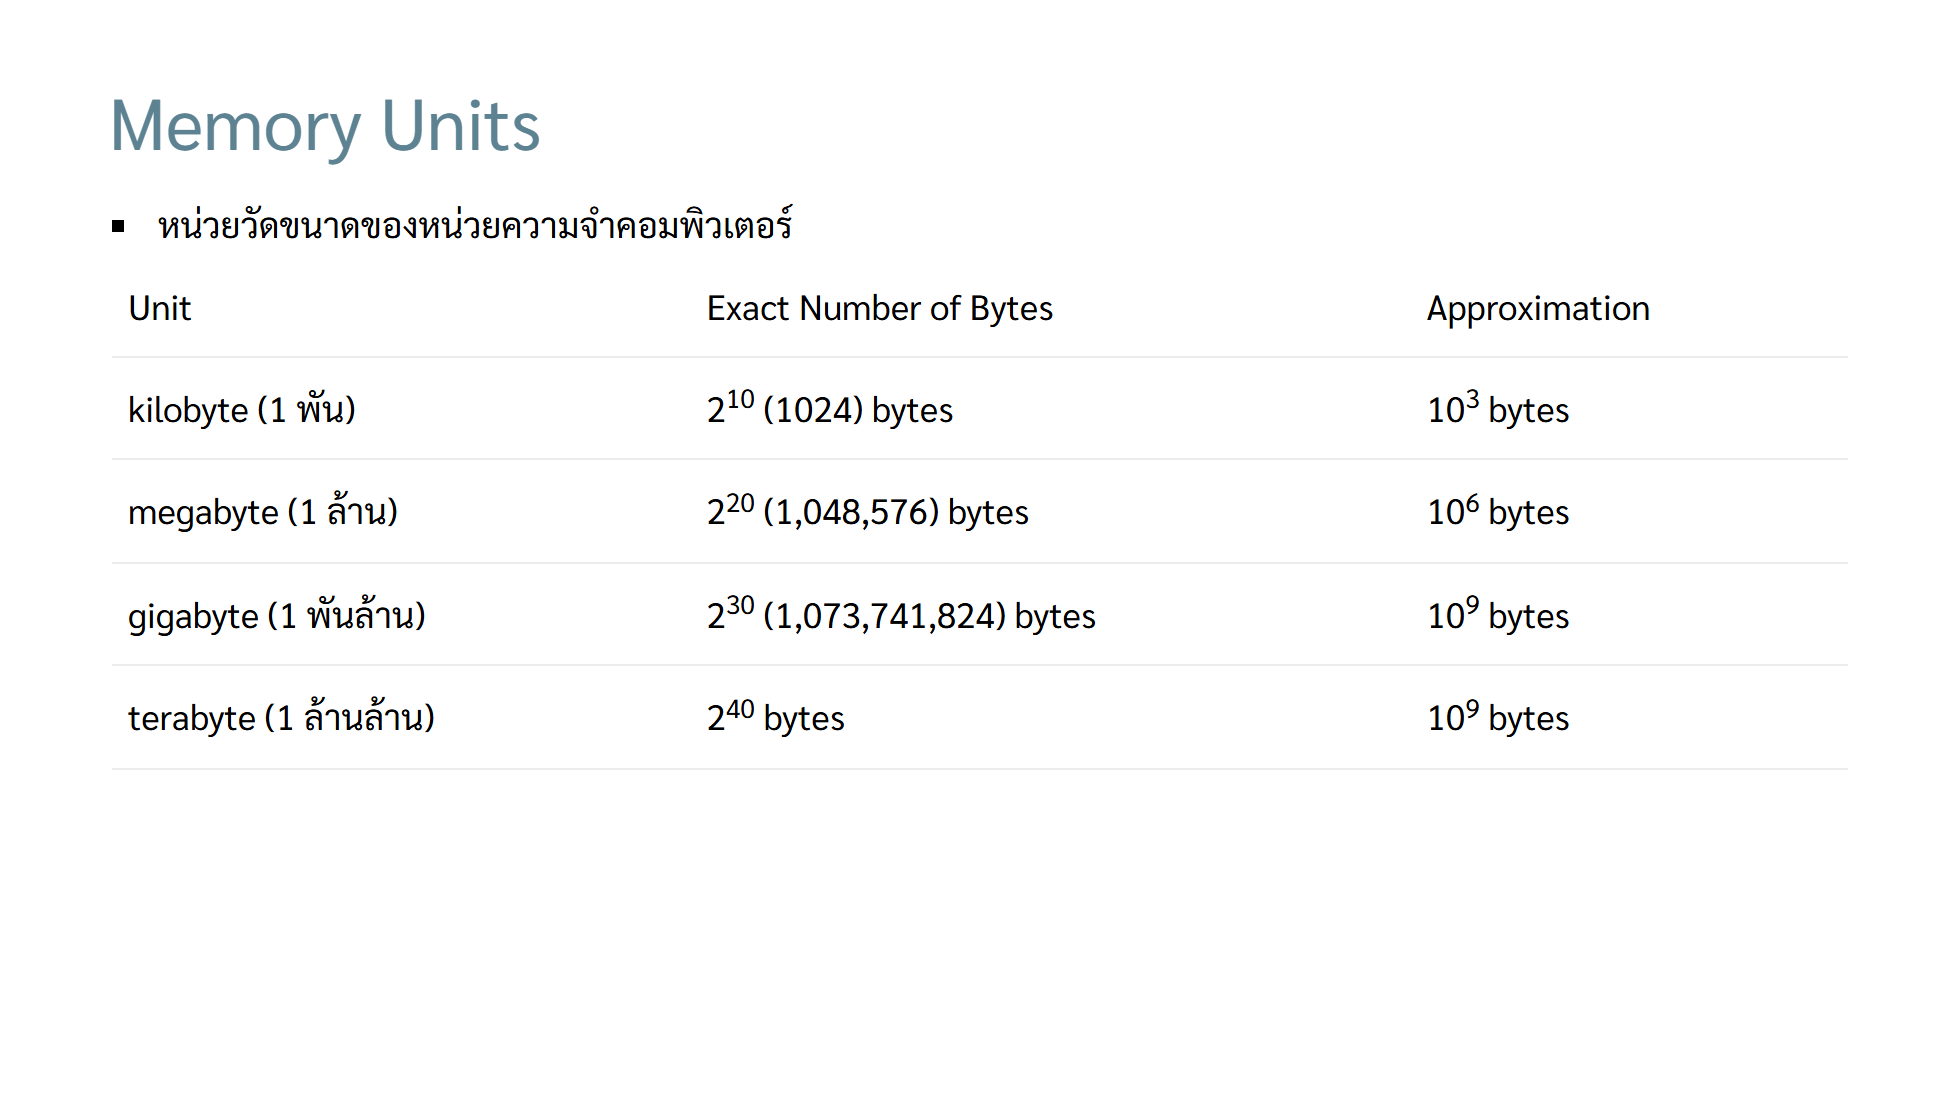 Memory Units
▪ หน่วยวัดขนาดของหน่วยความจำคอมพิวเตอร์
Unit Exact Number of Bytes Approximation
kilobyte (1 พัน) 2^10 (1024) bytes 10^3 bytes
megabyte (1 ล้าน) 2^20 (1,048,576) bytes 10^6 bytes
gigabyte (1 พันล้าน) 2^30 (1,073,741,824) bytes 10^9 bytes
terabyte (1 ล้านล้าน) 2^40 bytes 10^9 bytes